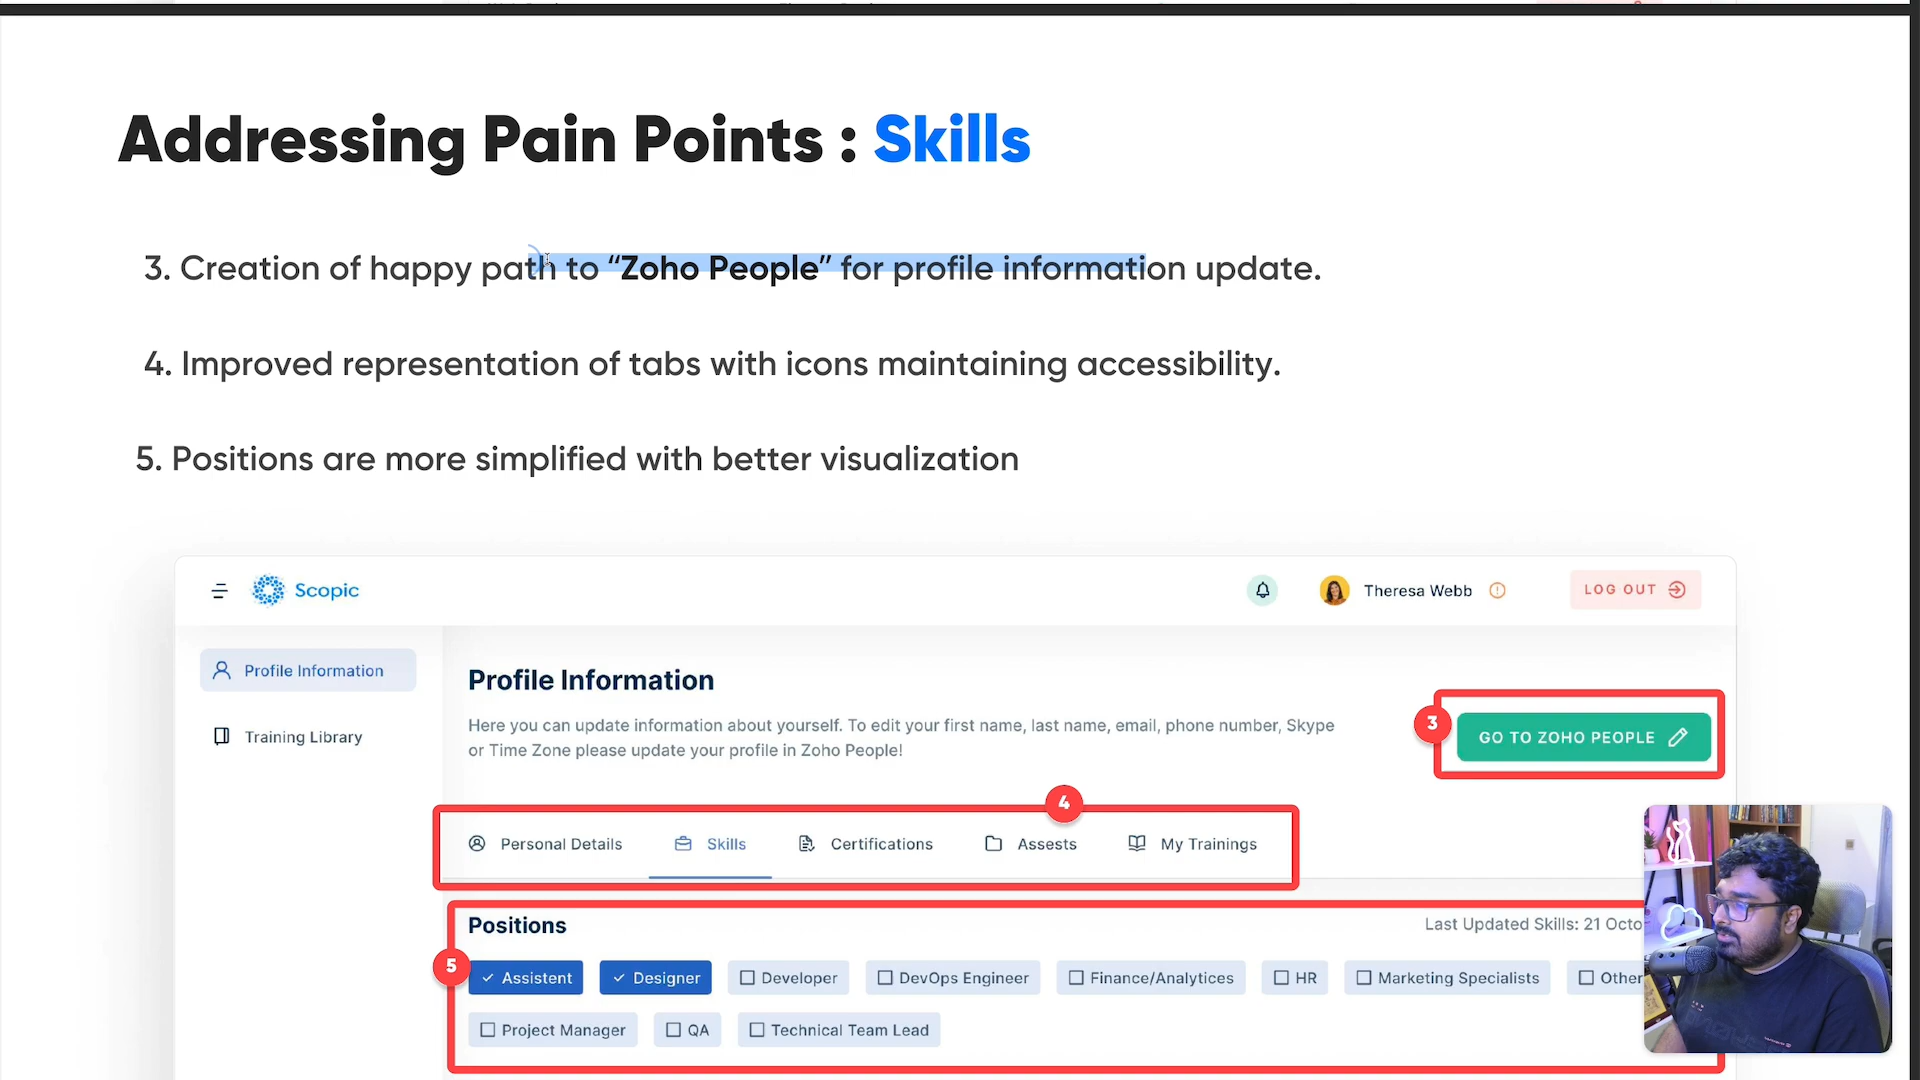 Addressing Pain Points : Skills
3. Creation of happy path to “Zoho People” for profile information update.
4. Improved representation of tabs with icons maintaining accessibility.
5. Positions are more simplified with better visualization
Scopic
Theresa Webb
LOG OUT
Profile Information
Training Library
Profile Information
Here you can update information about yourself. To edit your first name, last name, email, phone number, Skype
or Time Zone please update your profile in Zoho People!
3
GO TO ZOHO PEOPLE
4
Personal Details
Skills
Certifications
Assests
My Trainings
Positions
Last Updated Skills: 21 Octo
5
Assistent
Designer
Developer
DevOps Engineer
Finance/Analytics
HR
Marketing Specialists
Other
Project Manager
QA
Technical Team Lead